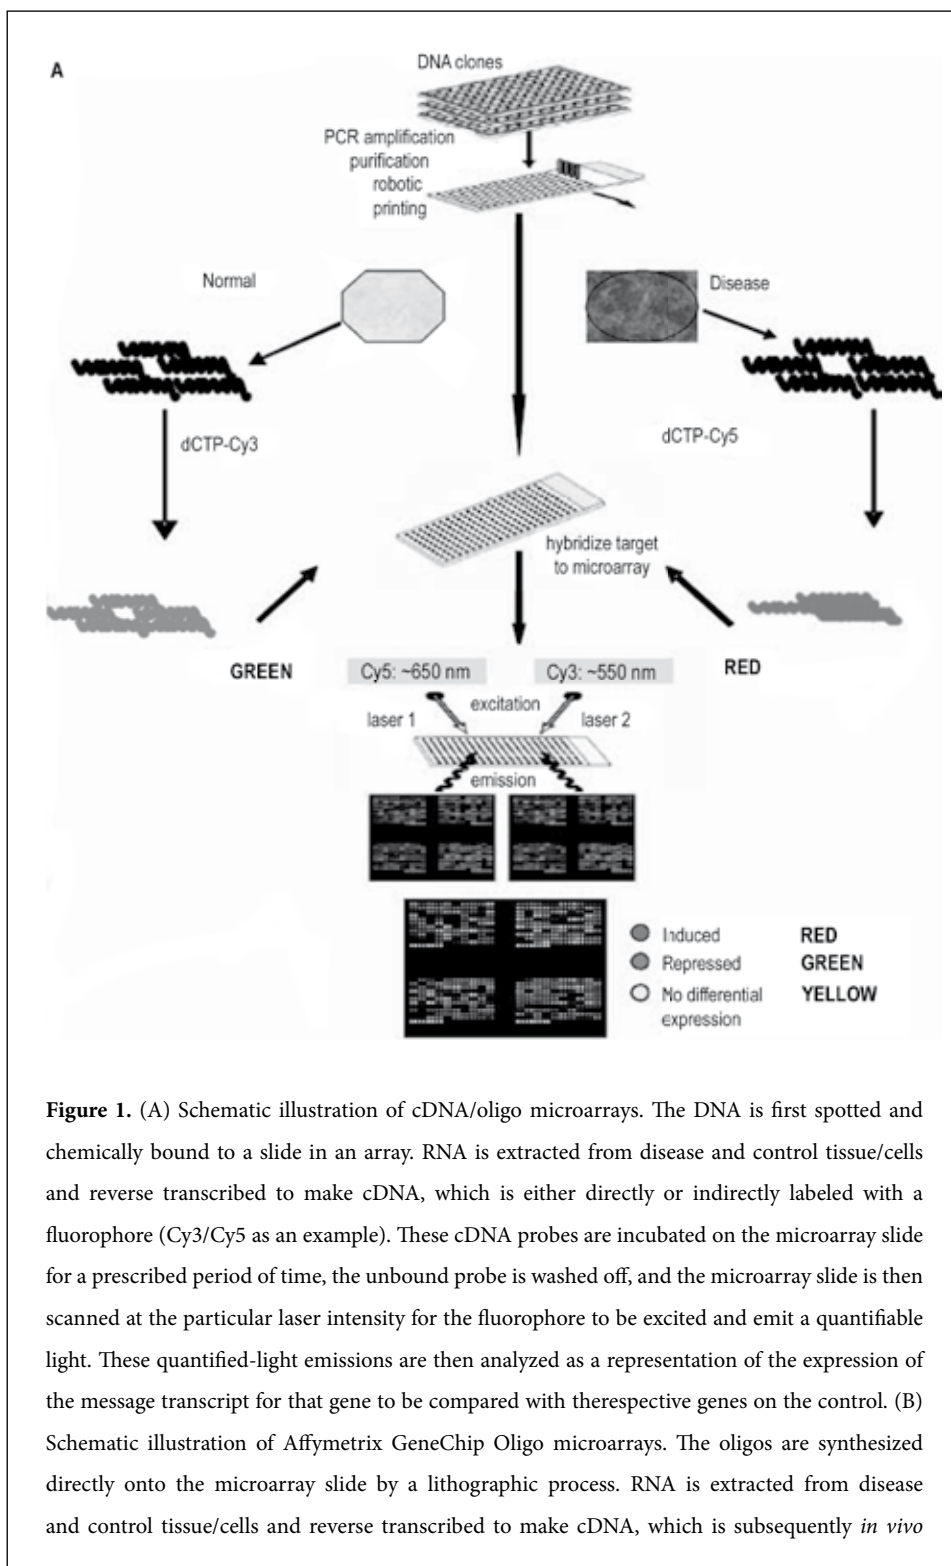 A
DNA clones
PCR amplification
purification
robotic
printing
Normal
Disease
dCTP-Cy3
dCTP-Cy5
hybridize target
to microarray
GREEN
RED
Cy5: ~650 nm
Cy3: ~550 nm
excitation
laser 1
laser 2
emission
Induced RED
Repressed GREEN
No differential YELLOW
expression
Figure 1. (A) Schematic illustration of cDNA/oligo microarrays. The DNA is first spotted and
chemically bound to a slide in an array. RNA is extracted from disease and control tissue/cells
and reverse transcribed to make cDNA, which is either directly or indirectly labeled with a
fluorophore (Cy3/Cy5 as an example). These cDNA probes are incubated on the microarray slide
for a prescribed period of time, the unbound probe is washed off, and the microarray slide is then
scanned at the particular laser intensity for the fluorophore to be excited and emit a quantifiable
light. These quantified-light emissions are then analyzed as a representation of the expression of
the message transcript for that gene to be compared with therespective genes on the control. (B)
Schematic illustration of Affymetrix GeneChip Oligo microarrays. The oligos are synthesized
directly onto the microarray slide by a lithographic process. RNA is extracted from disease
and control tissue/cells and reverse transcribed to make cDNA, which is subsequently in vivo